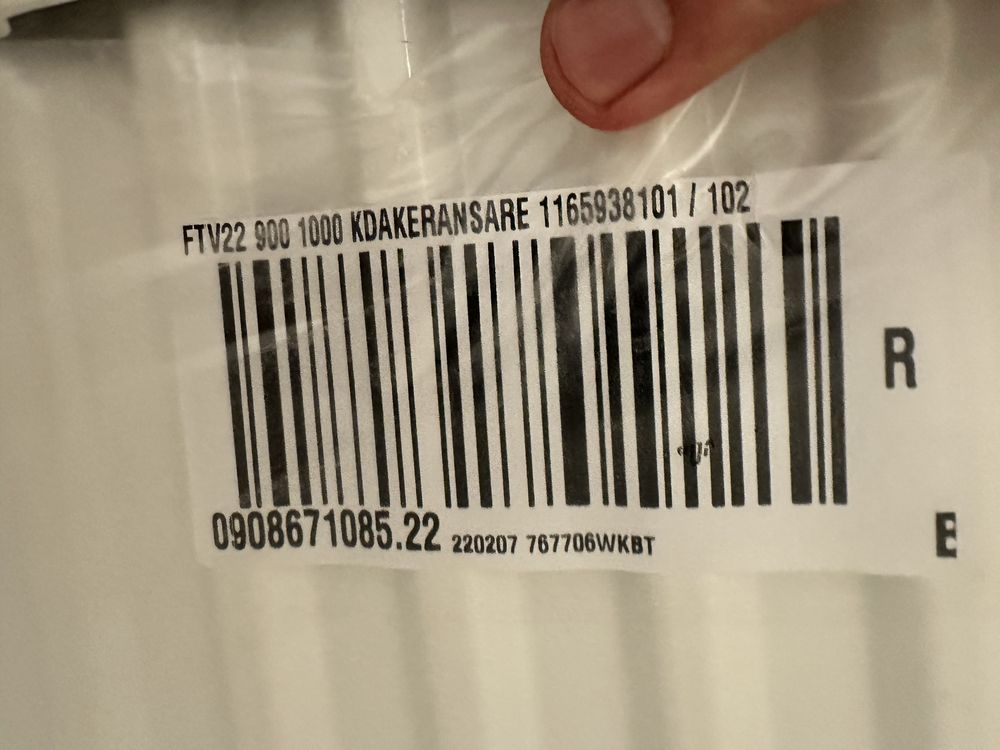 FTV22 900 1000 KDAKERANSARE 1165938101 / 102
R
0908671085.22 220207 767706WKBT
E